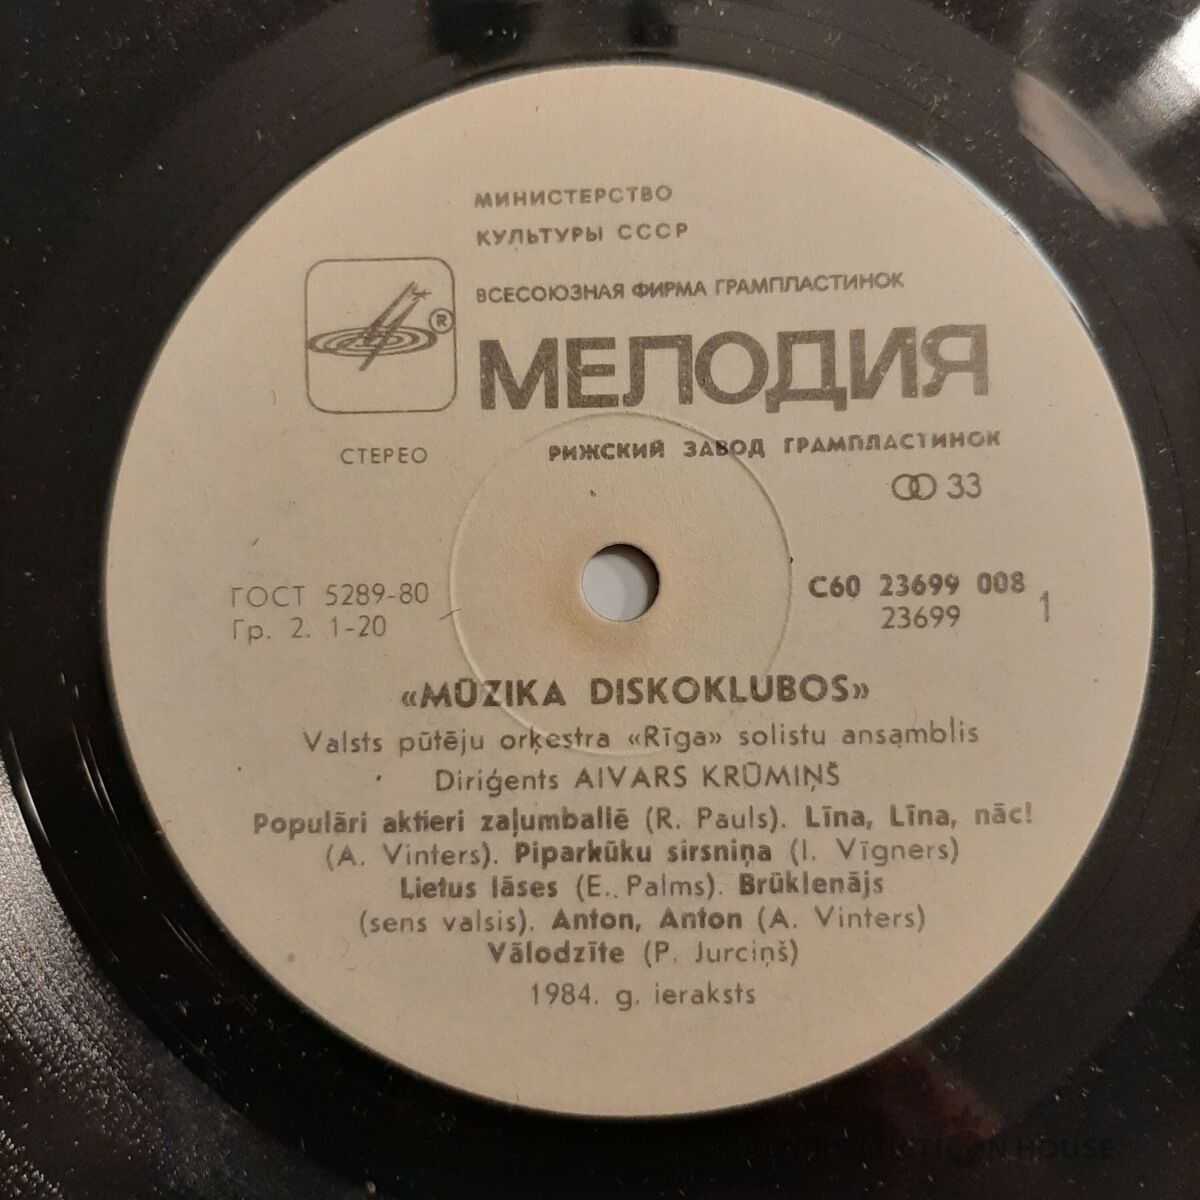 МИНИСТЕРСТВО
КУЛЬТУРЫ СССР
ВСЕСОЮЗНАЯ ФИРМА ГРАМПЛАСТИНОК
®
МЕЛОДИЯ
СТЕРЕО
РИЖСКИЙ ЗАВОД ГРАМПЛАСТИНОК
33
ГОСТ 5289-80
Гр. 2. 1-20
С60 23699 008
23699
1
«MŪZIKA DISKOKLUBOS»
Valsts pūtēju orķestra «Rīga» solistu ansamblis
Diriģents AIVARS KRŪMIŅŠ
Populāri aktieri zaļumballē (R. Pauls). Līna, Līna, nāc!
(A. Vinters). Piparkūku sirsniņa (I. Vīgners)
Lietus lāses (E. Palms). Brūklenājs
(sens valsis). Anton, Anton (A. Vinters)
Vālodzīte (P. Jurciņš)
1984. g. ieraksts
BALTARS AUCTION HOUSE